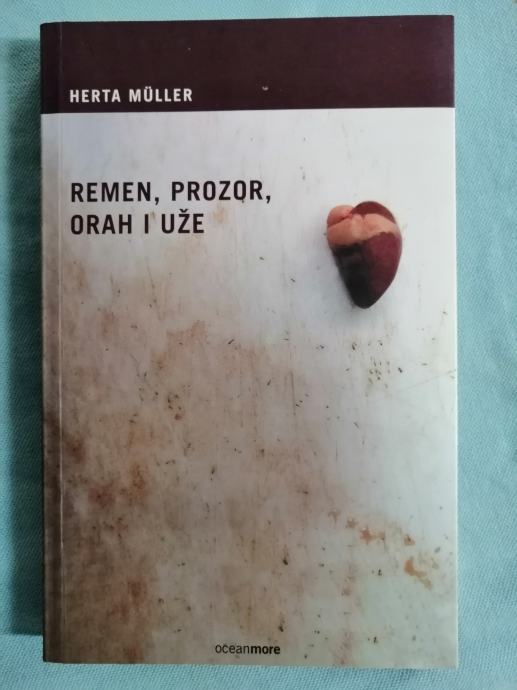 HERTA MÜLLER
REMEN, PROZOR,
ORAH I UŽE
oceanmore